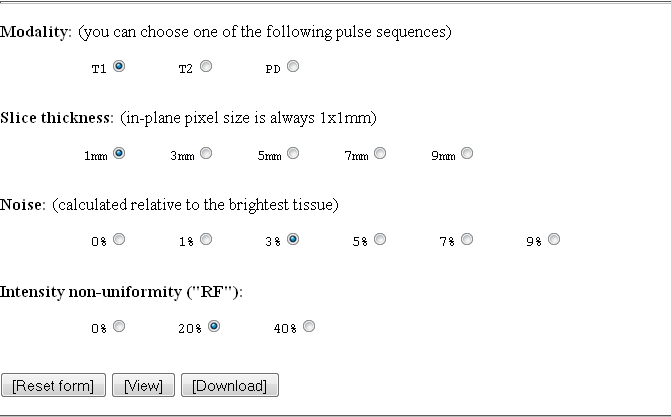 Modality: (you can choose one of the following pulse sequences)
T1 T2 PD
Slice thickness: (in-plane pixel size is always 1x1mm)
1mm 3mm 5mm 7mm 9mm
Noise: (calculated relative to the brightest tissue)
0% 1% 3% 5% 7% 9%
Intensity non-uniformity ("RF"):
0% 20% 40%
[Reset form] [View] [Download]